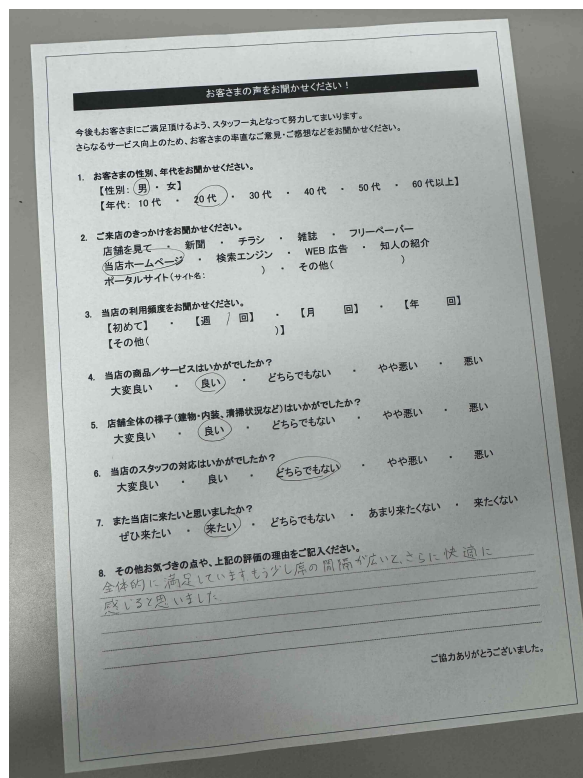 お客さまの声をお聞かせください！
今後もお客さまにご満足頂けるよう、スタッフ一丸となって努力してまいります。
さらなるサービス向上のため、お客さまの率直なご意見・ご感想などをお聞かせください。
1. お客さまの性別、年代をお聞かせください。
【性別: 男 ・ 女】
【年代: 10代 ・ 20代 ・ 30代 ・ 40代 ・ 50代 ・ 60代以上】
2. ご来店のきっかけをお聞かせください。
店舗を見て ・ 新聞 ・ チラシ ・ 雑誌 ・ フリーペーパー
当店ホームページ ・ 検索エンジン ・ WEB広告 ・ 知人の紹介
ポータルサイト(サイト名: ) ・ その他( )
3. 当店の利用頻度をお聞かせください。
【初めて】 ・ 【週 1 回】 ・ 【月 回】 ・ 【年 回】
【その他( )】
4. 当店の商品／サービスはいかがでしたか？
大変良い ・ 良い ・ どちらでもない ・ やや悪い ・ 悪い
5. 店舗全体の様子(建物・内装、清掃状況など)はいかがでしたか？
大変良い ・ 良い ・ どちらでもない ・ やや悪い ・ 悪い
6. 当店のスタッフの対応はいかがでしたか？
大変良い ・ 良い ・ どちらでもない ・ やや悪い ・ 悪い
7. また当店に来たいと思いましたか？
ぜひ来たい ・ 来たい ・ どちらでもない ・ あまり来たくない ・ 来たくない
8. その他お気づきの点や、上記の評価の理由をご記入ください。
全体的に満足していますもう少し席の間隔が広いと、さらに快適に
感じると思いました
ご協力ありがとうございました。